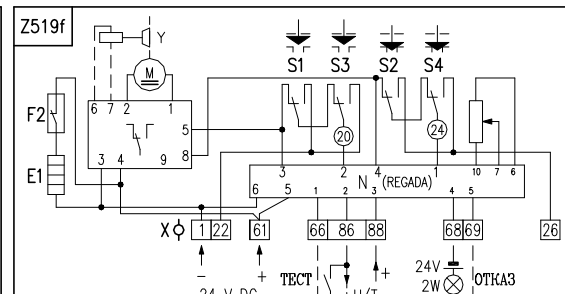 Z519f
Y
M
S1 S3 S2 S4
F2
6 7 2 1
5
8
3 4 9
E1
20
24
3 2 4 1 10 7 6
N (REGADA)
6 5 1 2 3 4 5
X 1 22 61 66 86 88 68 69 26
− + ТЕСТ + 24V ОТКАЗ
2W
24 V DC